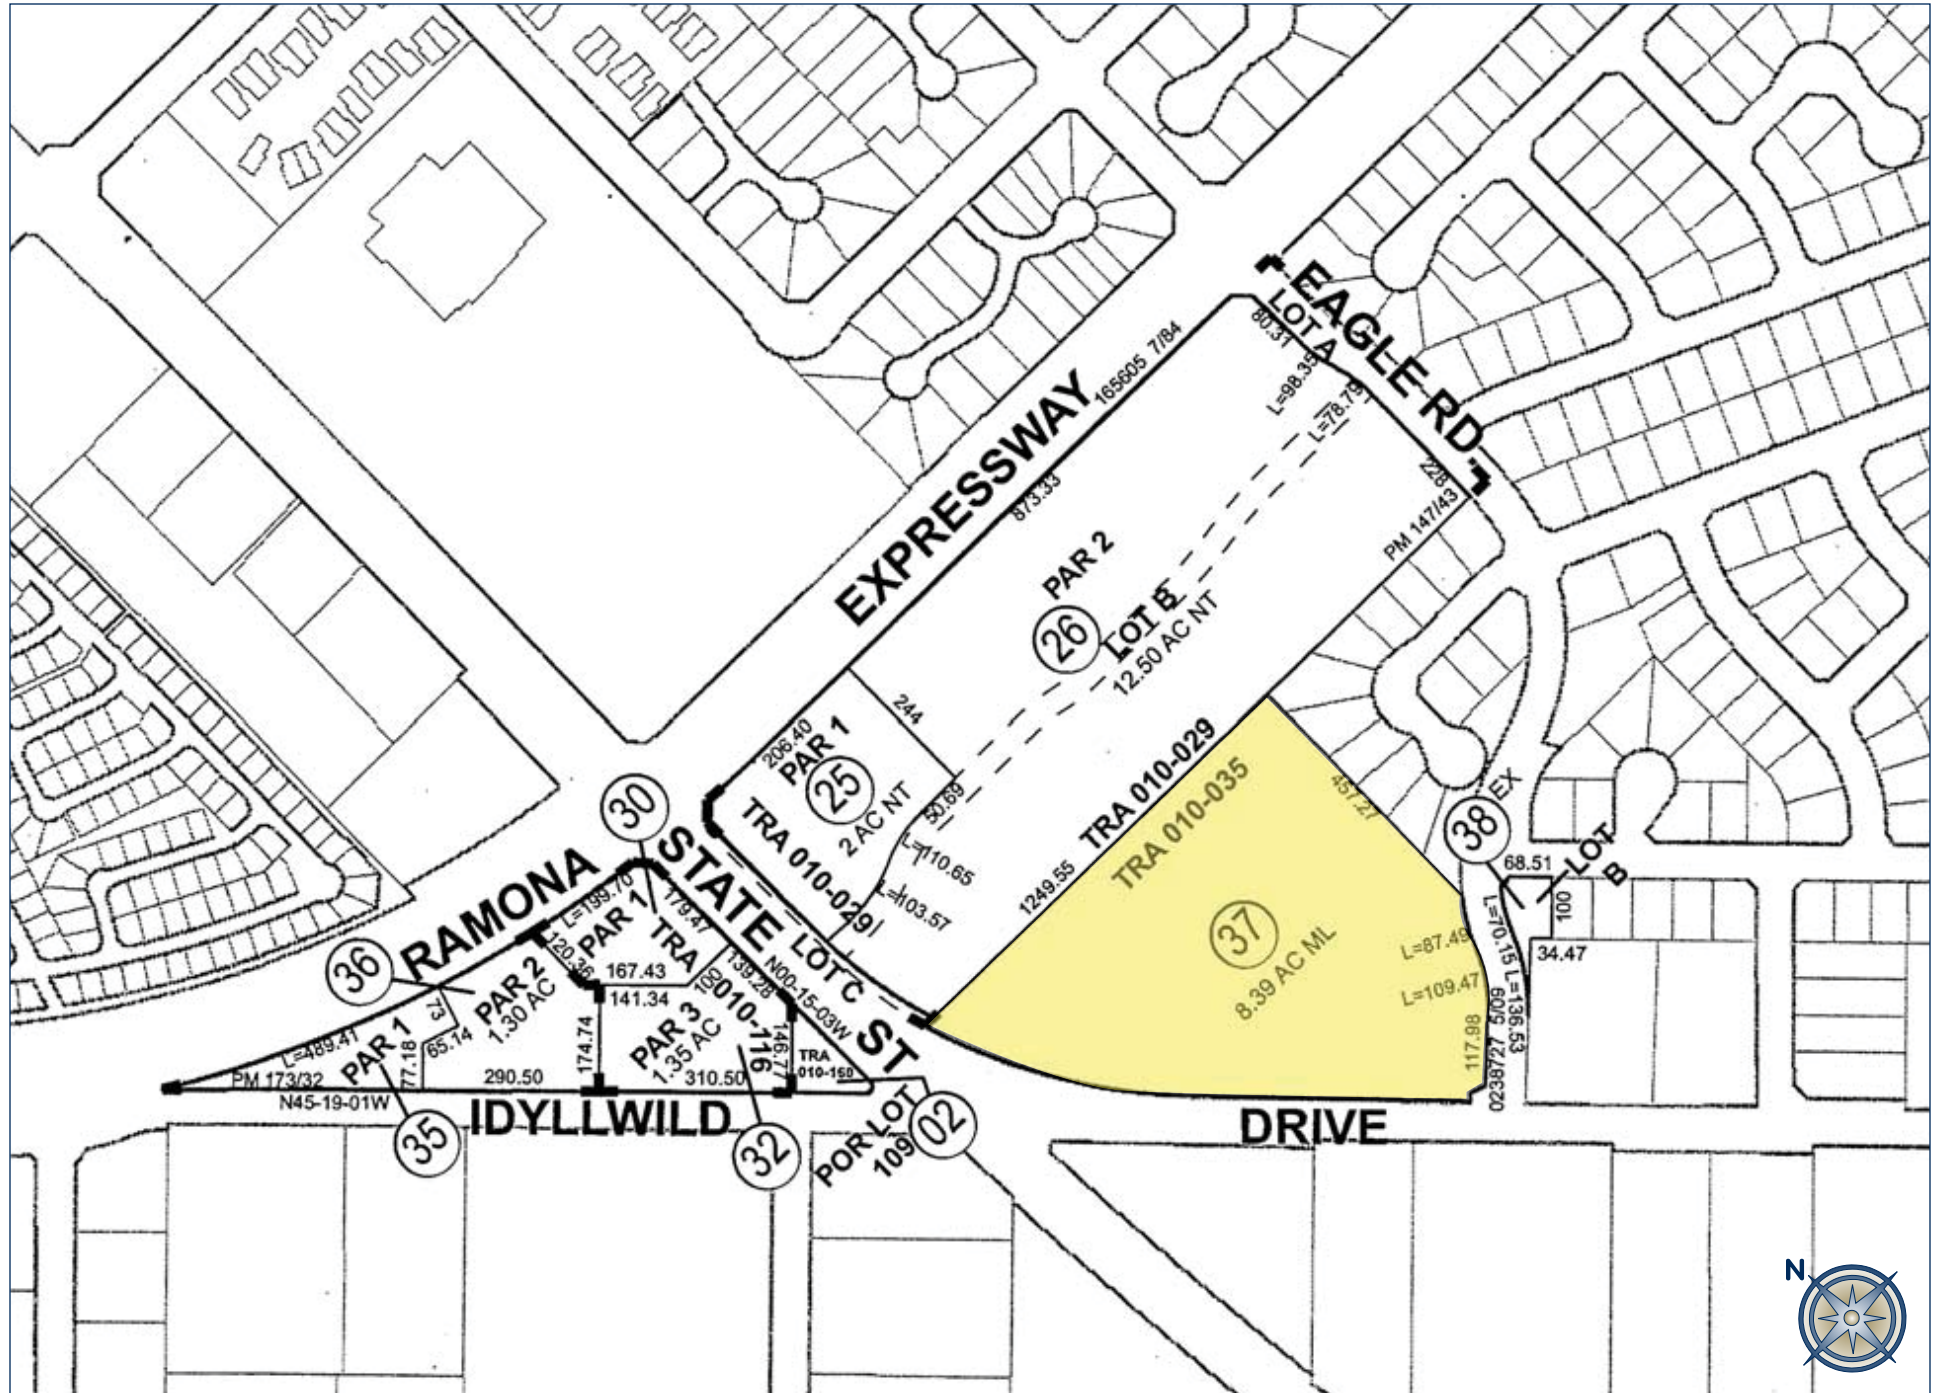 EAGLE RD.
LOT A
80.31
L=98.35
L=78.79
228
PM 147/43
165605 7/84
EXPRESSWAY
873.33
PAR 2
26
LOT B
12.50 AC NT
244
206.40
PAR 1
25
2 AC NT
50.69
L=110.65
L=103.57
TRA 010-029
TRA 010-029
TRA 010-035
1249.55
457.27
37
8.39 AC ML
L=87.49
L=109.47
117.98
38
EX
68.51
LOT
B
100
34.47
L=70.15
L=136.53
0238727 5/09
30
RAMONA
STATE
ST
LOT C
N00-15-03W
L=199.70
179.47
PAR 1
TRA
010-116
120.36
167.43
141.34
100
139.28
36
PAR 2
1.30 AC
73
65.14
77.18
174.74
PAR 3
1.35 AC
146.77
TRA
010-150
L=489.41
PAR 1
PM 173/32
290.50
310.50
N45-19-01W
IDYLLWILD
DRIVE
35
32
POR LOT
109
02
N